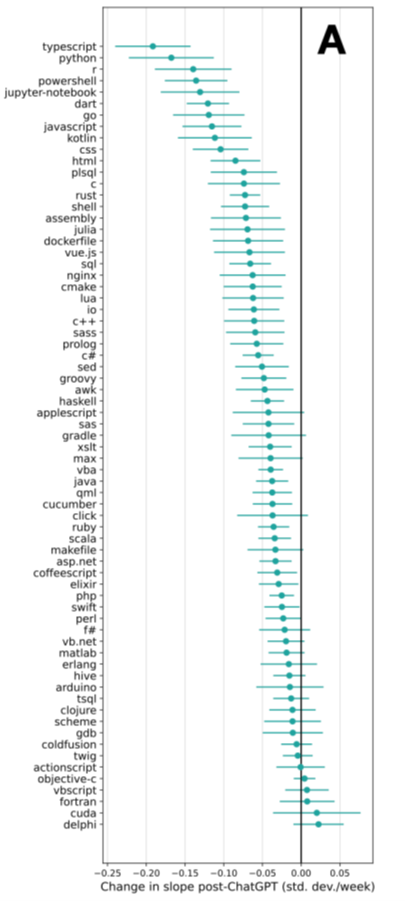 A
typescript
python
r
powershell
jupyter-notebook
dart
go
javascript
kotlin
css
html
plsql
c
rust
shell
assembly
julia
dockerfile
vue.js
sql
nginx
cmake
lua
io
c++
sass
prolog
c#
sed
groovy
awk
haskell
applescript
sas
gradle
xslt
max
vba
java
qml
cucumber
click
ruby
scala
makefile
asp.net
coffeescript
elixir
php
swift
perl
f#
vb.net
matlab
erlang
hive
arduino
tsql
clojure
scheme
gdb
coldfusion
twig
actionscript
objective-c
vbscript
fortran
cuda
delphi
−0.25 −0.20 −0.15 −0.10 −0.05 0.00 0.05
Change in slope post-ChatGPT (std. dev./week)